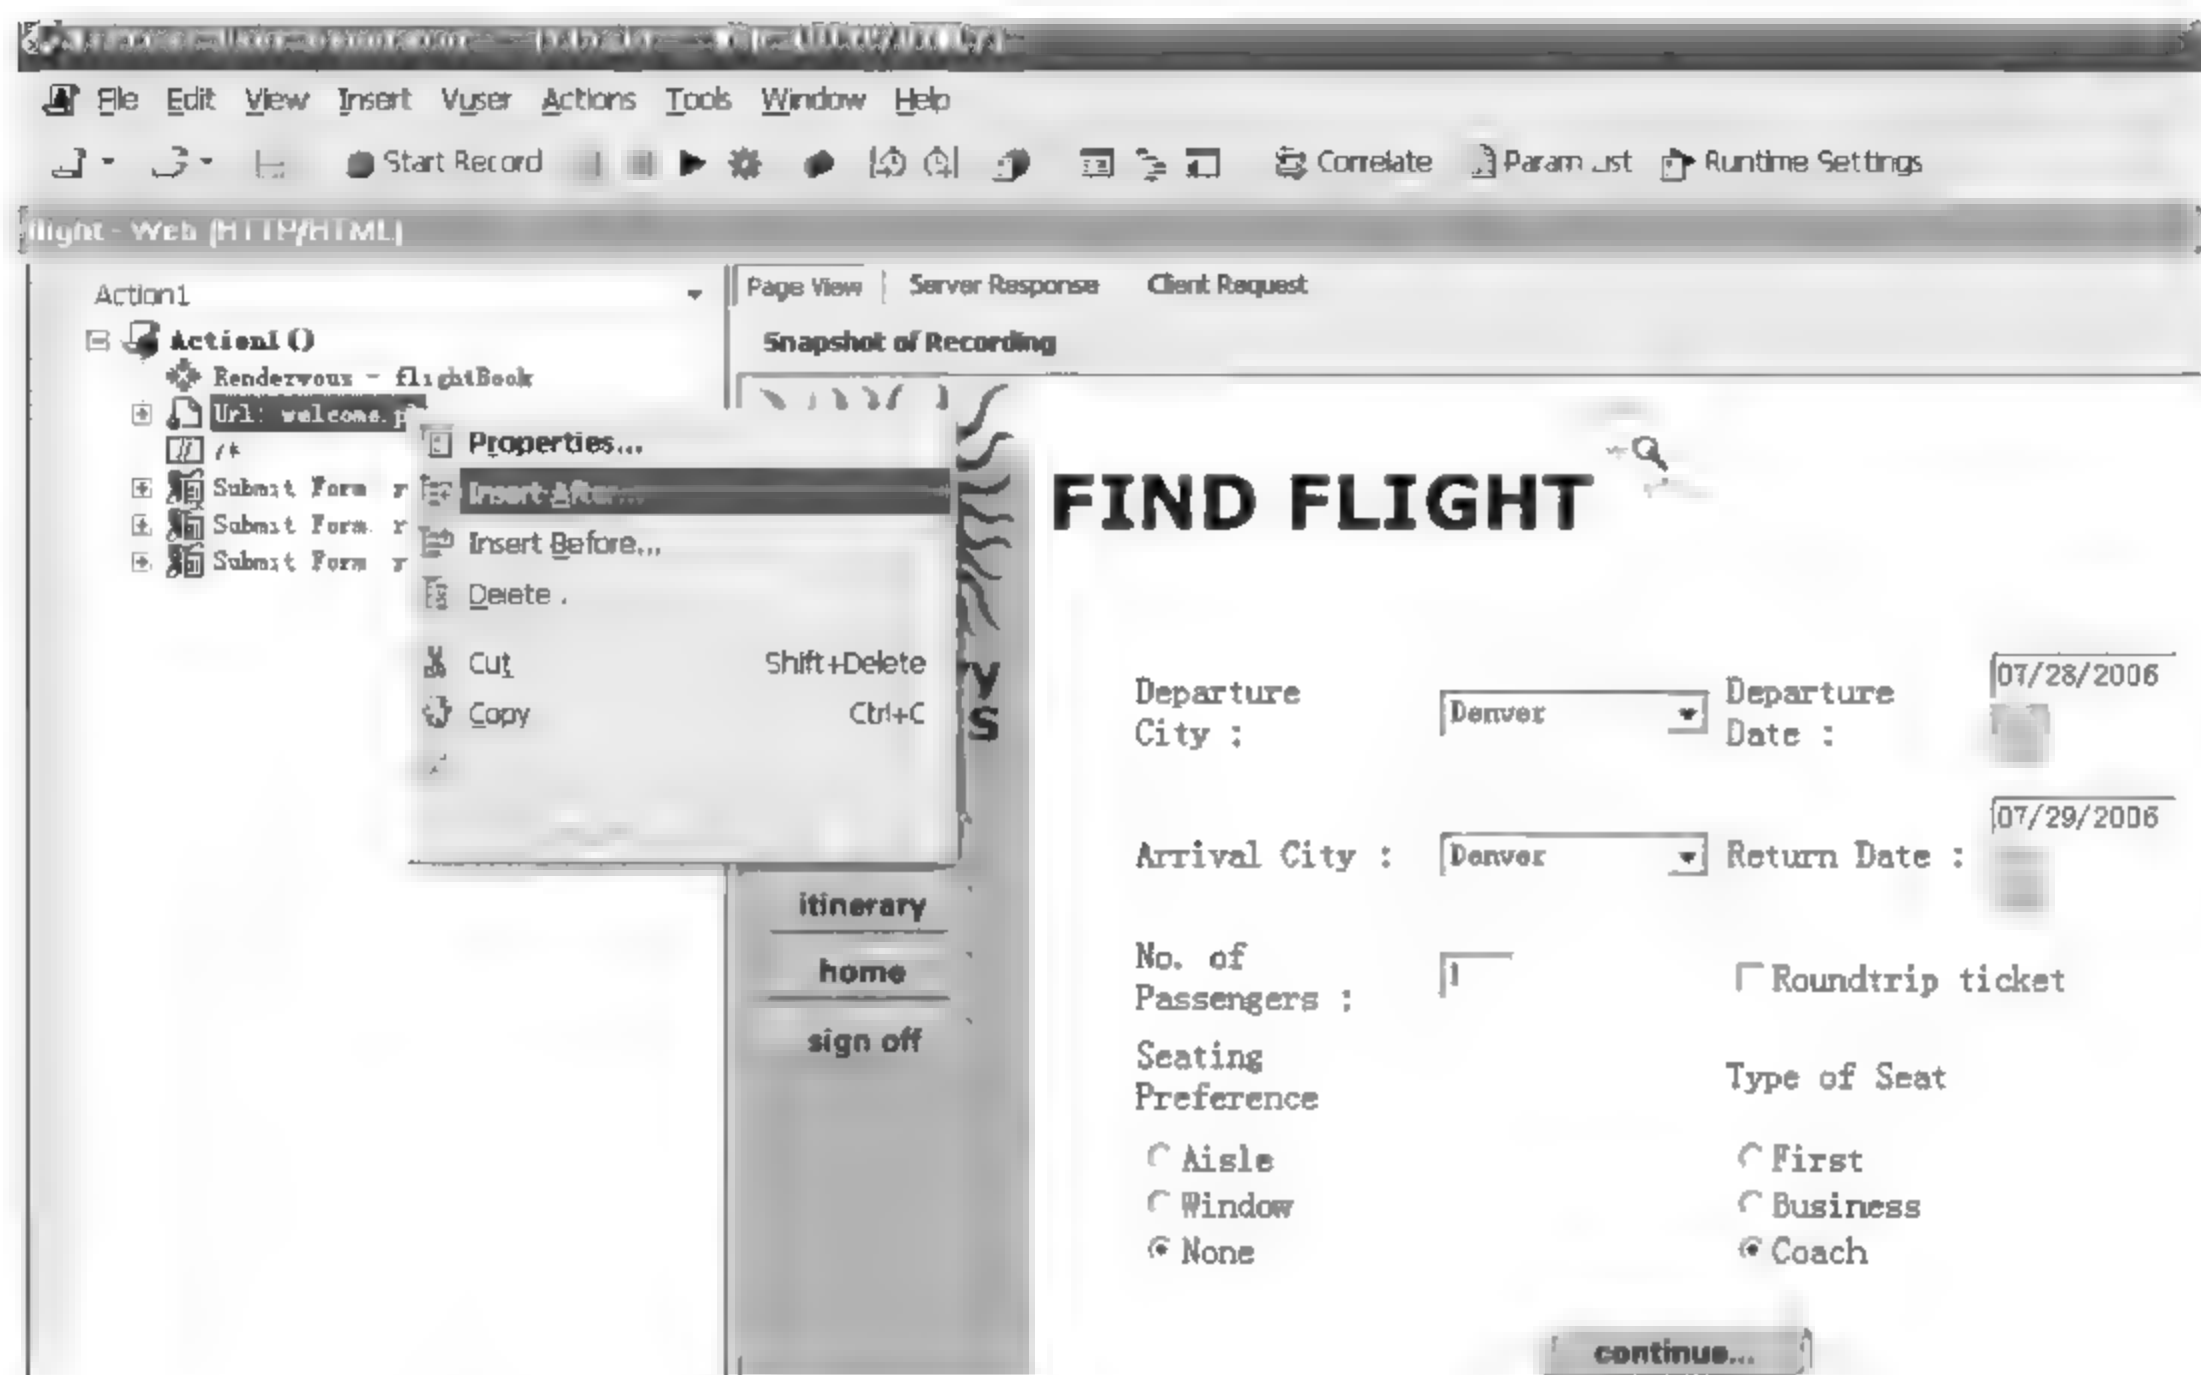 File Edit View Insert Vuser Actions Tools Window Help
Start Record Correlate Param List Runtime Settings
flight - Web (HTTP/HTML)
Action1
Page View Server Response Client Request
Action1()
Snapshot of Recording
Rendezvous - flightBook
Url: welcome.p
/*
Submit Form r
Submit Form. r
Submit Form r
Properties...
Insert After...
Insert Before...
Delete .
Cut Shift+Delete
Copy Ctrl+C
Y
S
itinerary
home
sign off
FIND FLIGHT
Departure City : Denver Departure Date : 07/28/2006
Arrival City : Denver Return Date : 07/29/2006
No. of Passengers : 1 Roundtrip ticket
Seating Preference Type of Seat
Aisle First
Window Business
None Coach
continue...